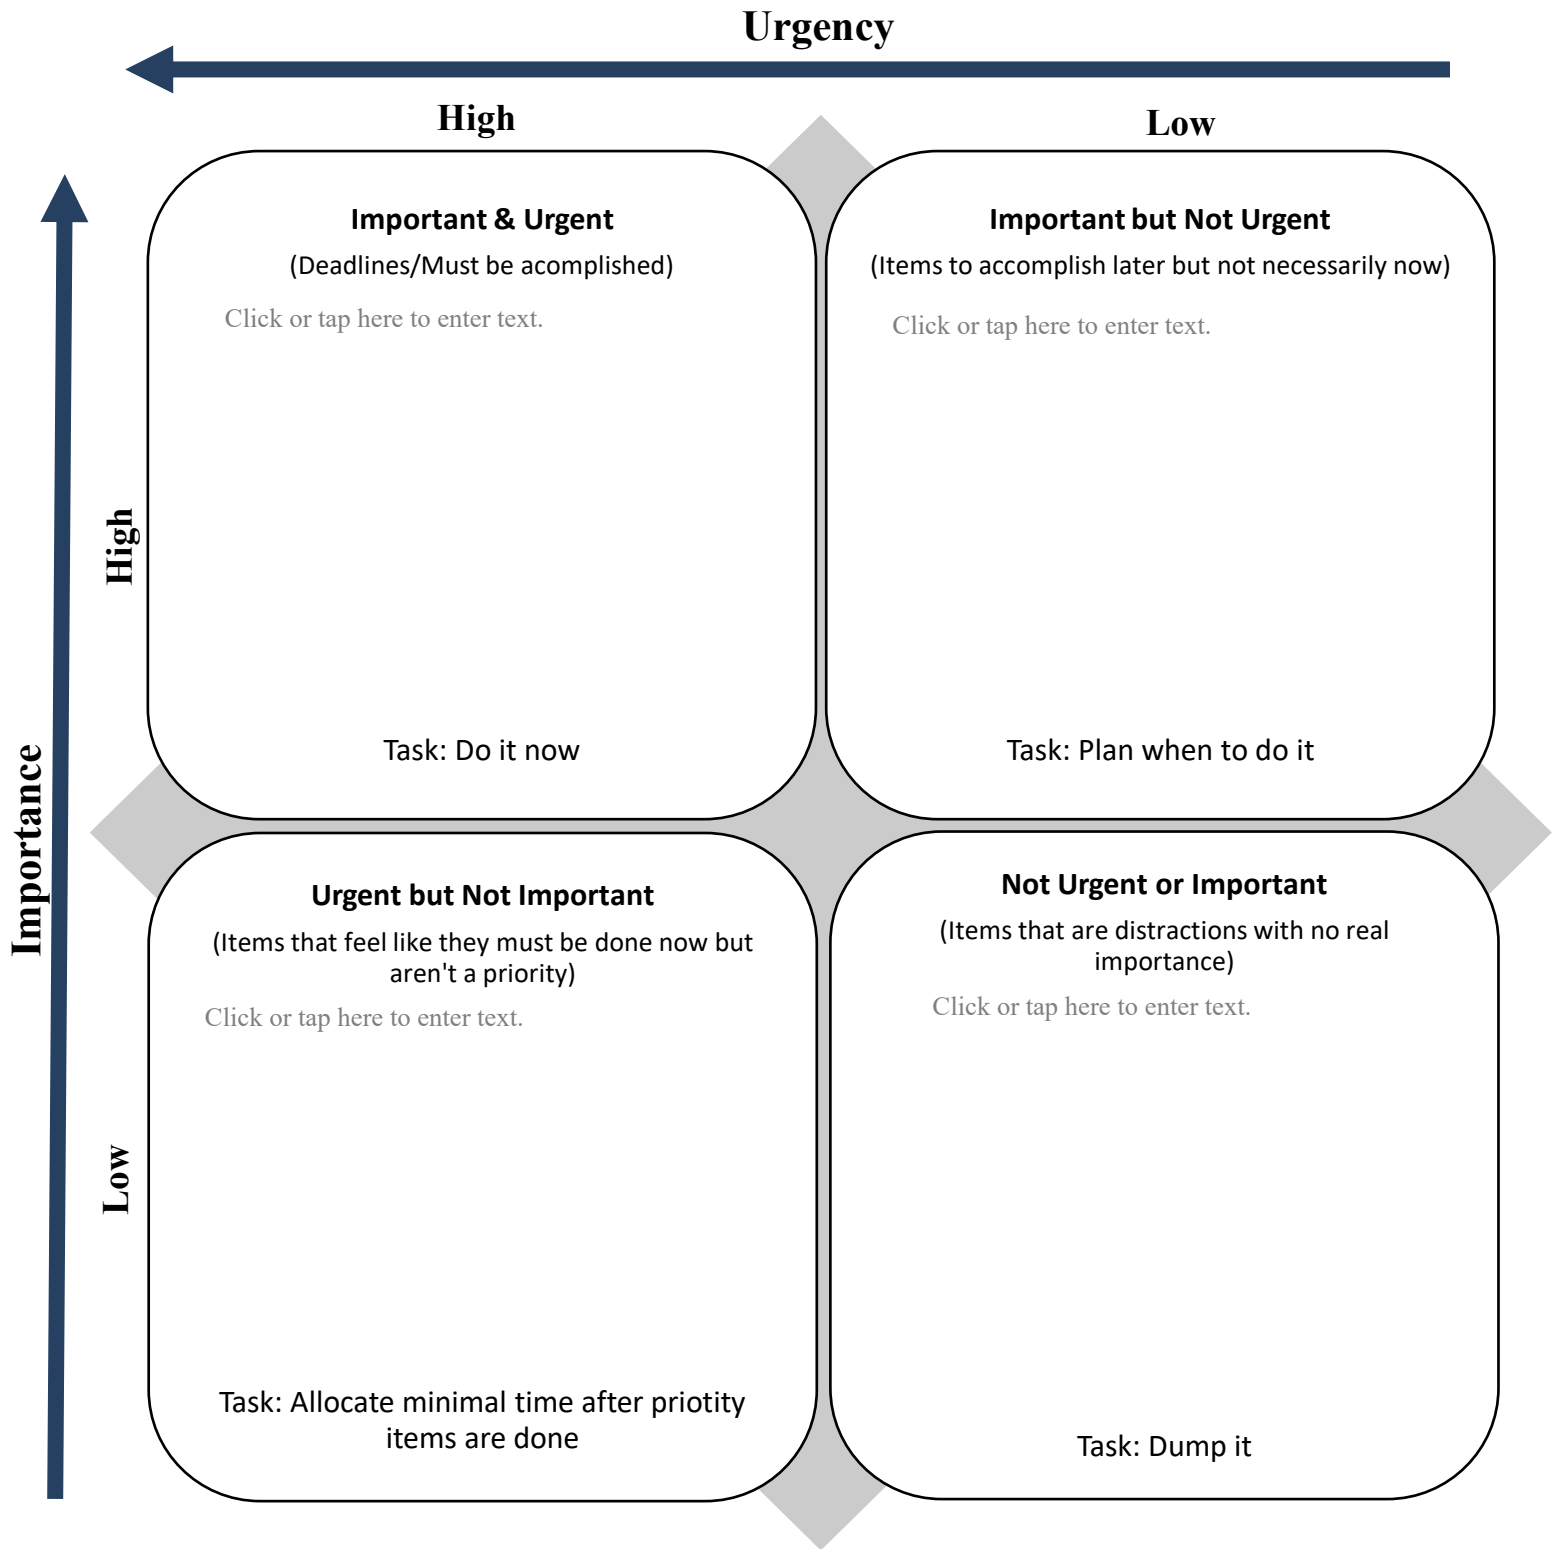 Urgency
High
Low
Important & Urgent
(Deadlines/Must be acomplished)
Click or tap here to enter text.
Task: Do it now
Important but Not Urgent
(Items to accomplish later but not necessarily now)
Click or tap here to enter text.
Task: Plan when to do it
Importance
High
Low
Urgent but Not Important
(Items that feel like they must be done now but
aren't a priority)
Click or tap here to enter text.
Task: Allocate minimal time after priotity
items are done
Not Urgent or Important
(Items that are distractions with no real
importance)
Click or tap here to enter text.
Task: Dump it